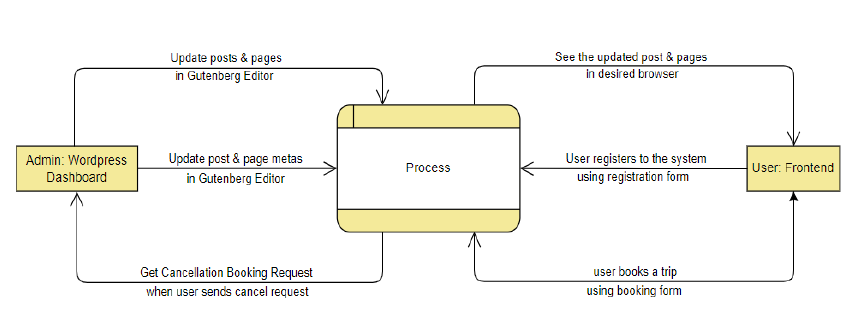 Update posts & pages
in Gutenberg Editor
See the updated post & pages
in desired browser
Admin: Wordpress
Dashboard
Update post & page metas
in Gutenberg Editor
Process
User registers to the system
using registration form
User: Frontend
Get Cancellation Booking Request
when user sends cancel request
user books a trip
using booking form